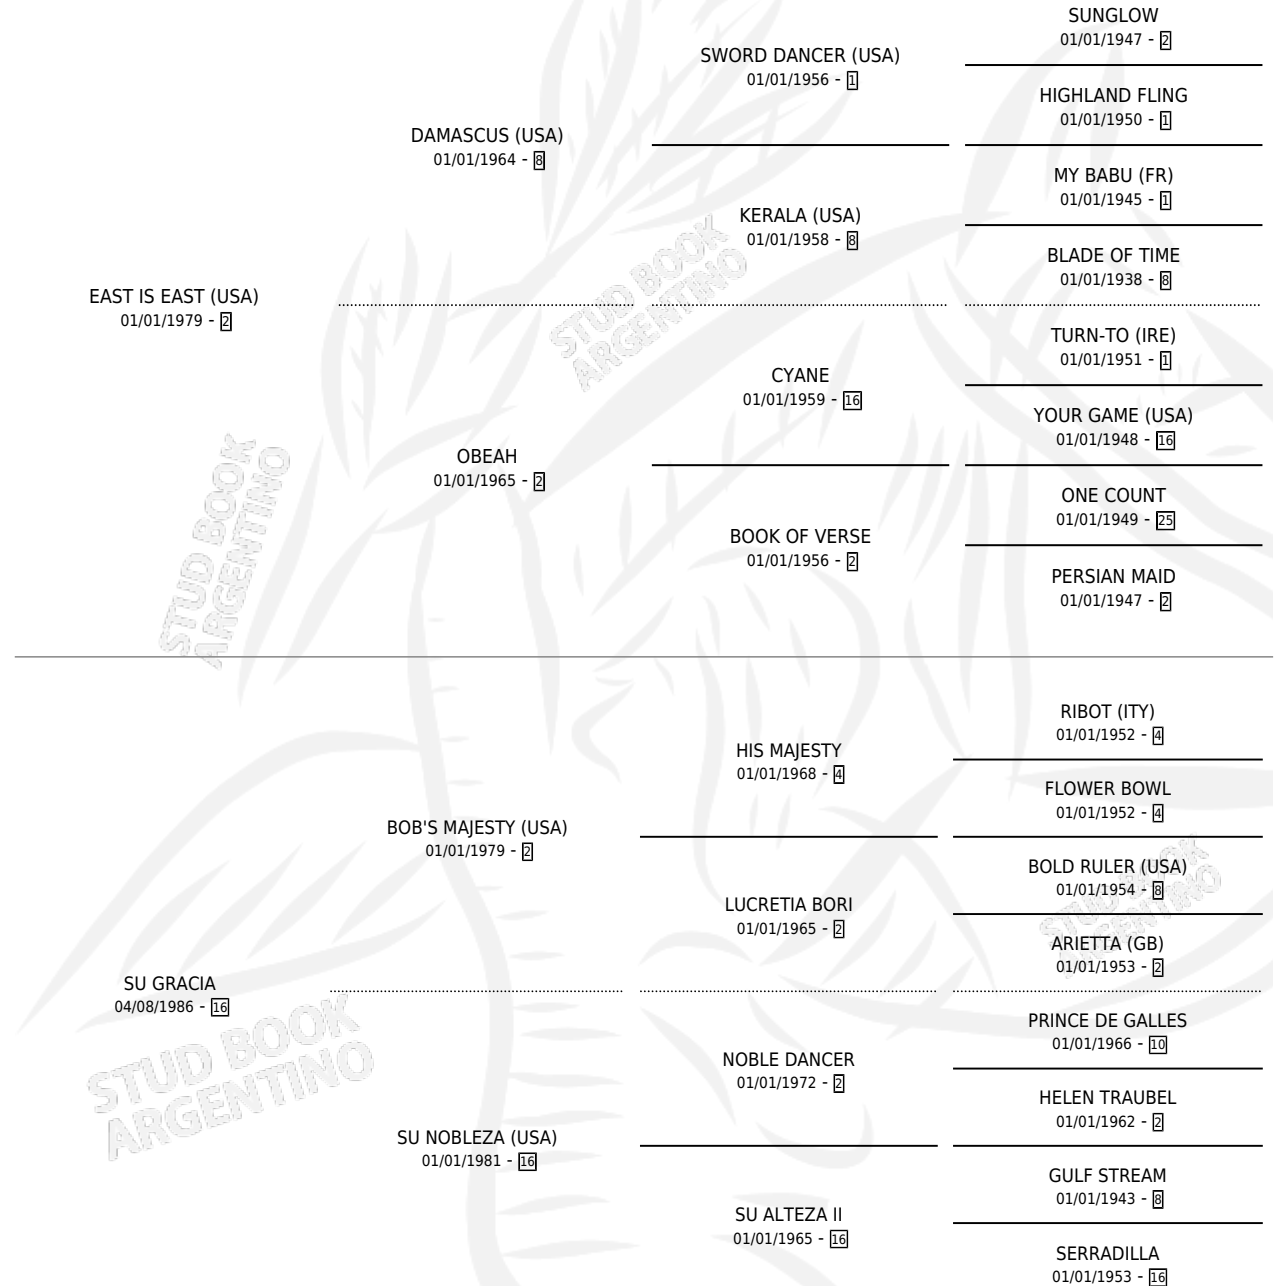 SUNGLOW
01/01/1947 - 2
SWORD DANCER (USA)
01/01/1956 - 1
HIGHLAND FLING
01/01/1950 - 1
DAMASCUS (USA)
01/01/1964 - 8
MY BABU (FR)
01/01/1945 - 1
KERALA (USA)
01/01/1958 - 8
BLADE OF TIME
01/01/1938 - 8
EAST IS EAST (USA)
01/01/1979 - 2
STUD BOOK
ARGENTINO
TURN-TO (IRE)
01/01/1951 - 1
CYANE
01/01/1959 - 16
YOUR GAME (USA)
01/01/1948 - 16
OBEAH
01/01/1965 - 2
STUD BOOK
ARGENTINO
ONE COUNT
01/01/1949 - 25
BOOK OF VERSE
01/01/1956 - 2
PERSIAN MAID
01/01/1947 - 2
RIBOT (ITY)
01/01/1952 - 4
HIS MAJESTY
01/01/1968 - 4
FLOWER BOWL
01/01/1952 - 4
BOB'S MAJESTY (USA)
01/01/1979 - 2
BOLD RULER (USA)
01/01/1954 - 8
STUD BOOK
ARGENTINO
LUCRETIA BORI
01/01/1965 - 2
ARIETTA (GB)
01/01/1953 - 2
SU GRACIA
04/08/1986 - 16
STUD BOOK
ARGENTINO
PRINCE DE GALLES
01/01/1966 - 10
NOBLE DANCER
01/01/1972 - 2
HELEN TRAUBEL
01/01/1962 - 2
SU NOBLEZA (USA)
01/01/1981 - 16
GULF STREAM
01/01/1943 - 8
SU ALTEZA II
01/01/1965 - 16
SERRADILLA
01/01/1953 - 16